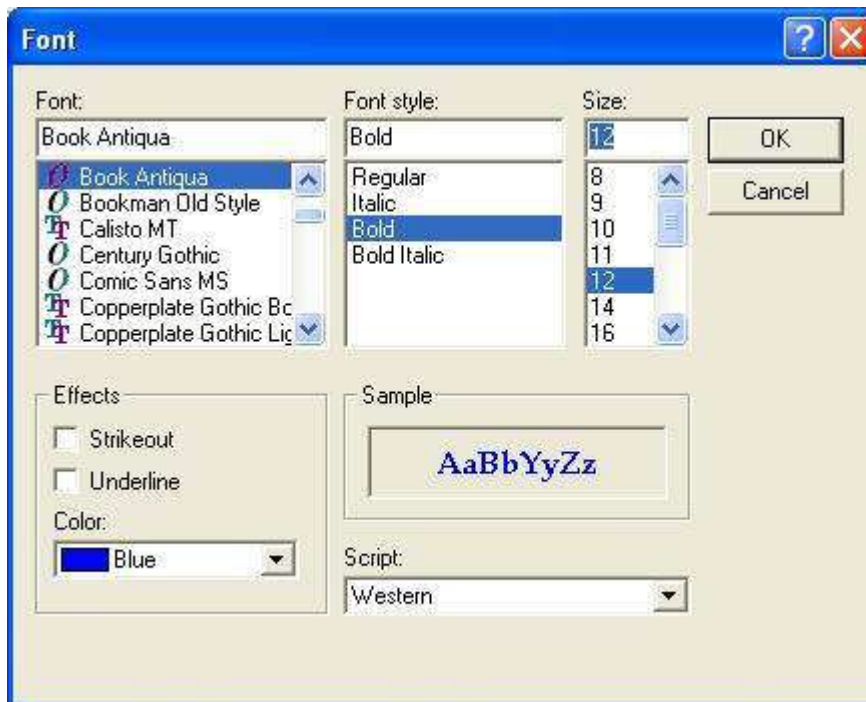 Font
Font:
Book Antiqua
Book Antiqua
Bookman Old Style
Calisto MT
Century Gothic
Comic Sans MS
Copperplate Gothic Bo
Copperplate Gothic Lig
Font style:
Bold
Regular
Italic
Bold
Bold Italic
Size:
12
8
9
10
11
12
14
16
OK
Cancel
Effects
Strikeout
Underline
Color:
Blue
Sample
AaBbYyZz
Script:
Western